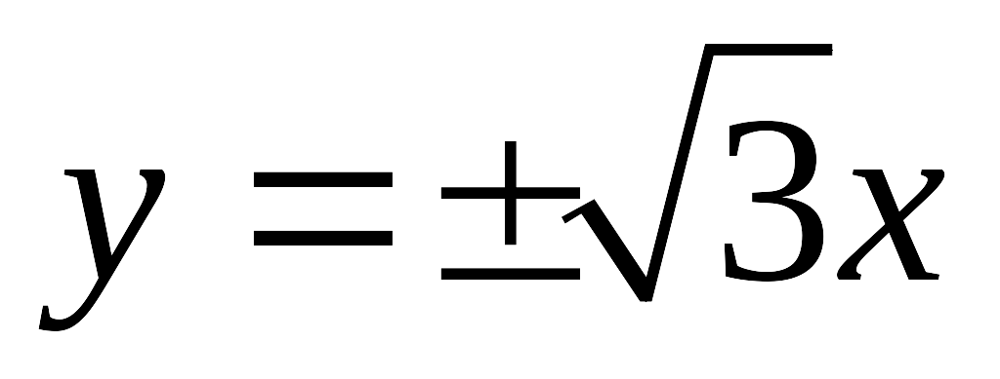 y = ±√3x